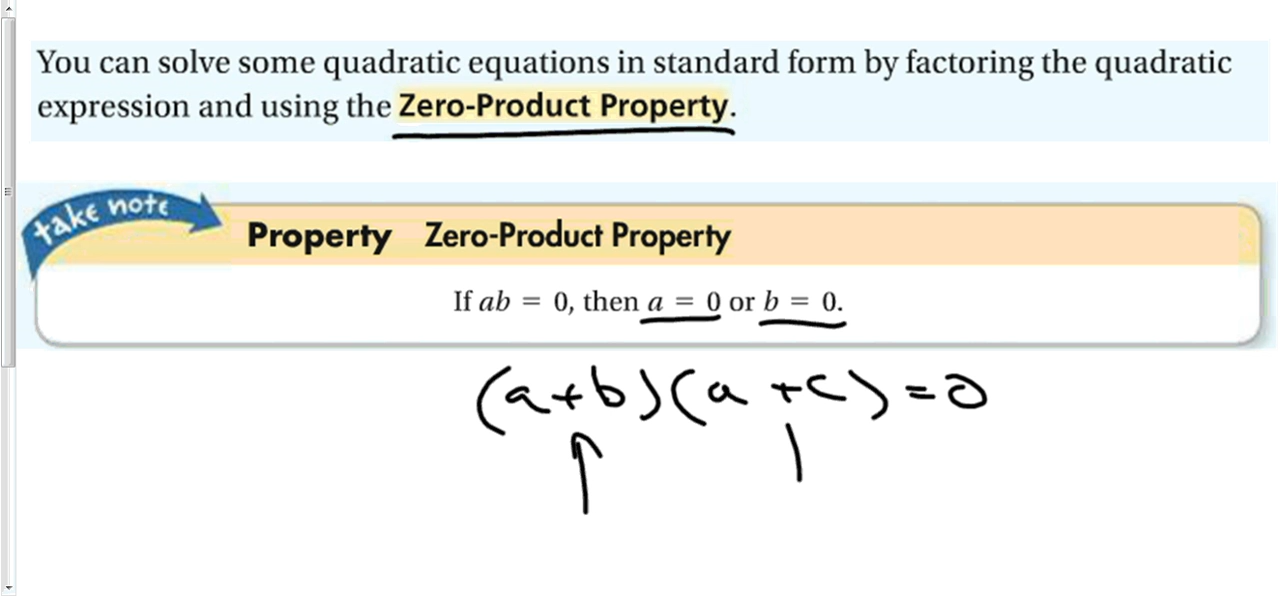 You can solve some quadratic equations in standard form by factoring the quadratic
expression and using the Zero-Product Property.
take note
Property Zero-Product Property
If ab = 0, then a = 0 or b = 0.
(a+b)(a+c)=0